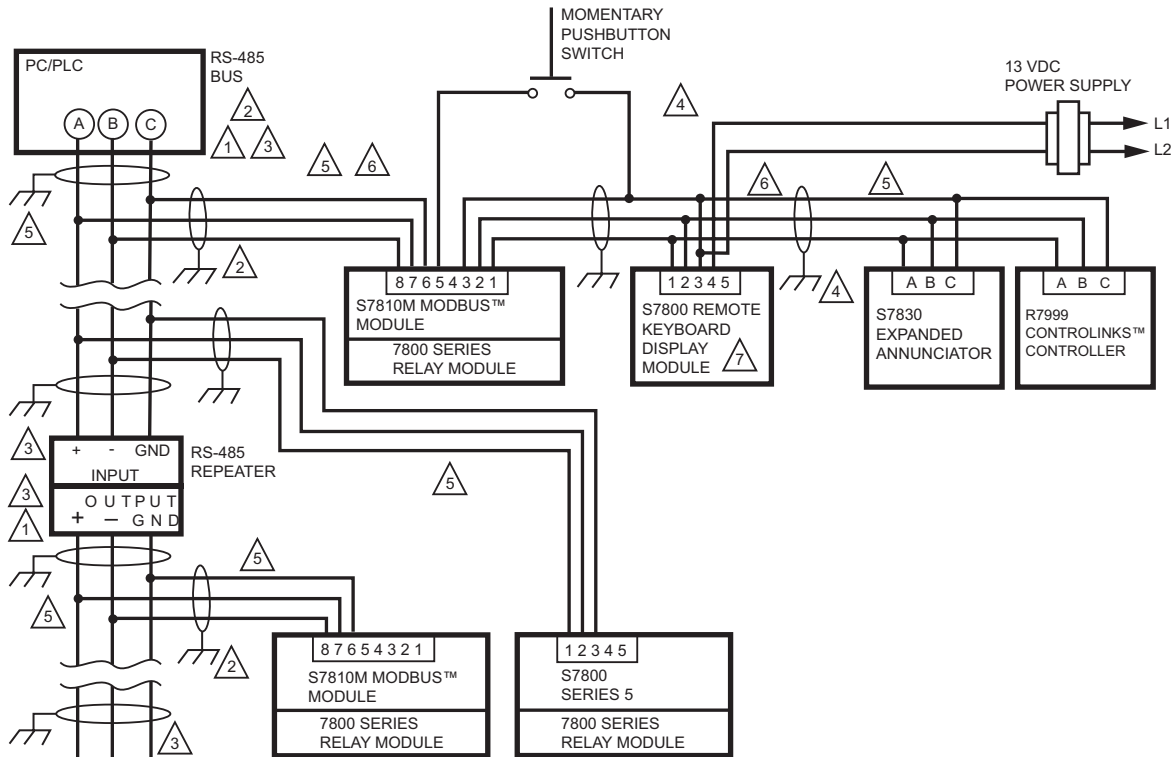 MOMENTARY
PUSHBUTTON
SWITCH
PC/PLC
RS-485
BUS
A B C
2
1 3
5 6
4
13 VDC
POWER SUPPLY
L1
L2
5
2
6
5
4
8 7 6 5 4 3 2 1
S7810M MODBUS™
MODULE
7800 SERIES
RELAY MODULE
1 2 3 4 5
S7800 REMOTE
KEYBOARD
DISPLAY
MODULE
7
A B C
S7830
EXPANDED
ANNUNCIATOR
A B C
R7999
CONTROLINKS™
CONTROLLER
3
+ - GND
INPUT
RS-485
REPEATER
3
OUTPUT
+ – GND
1
5
5
5
2
8 7 6 5 4 3 2 1
S7810M MODBUS™
MODULE
7800 SERIES
RELAY MODULE
1 2 3 4 5
S7800
SERIES 5
7800 SERIES
RELAY MODULE
3